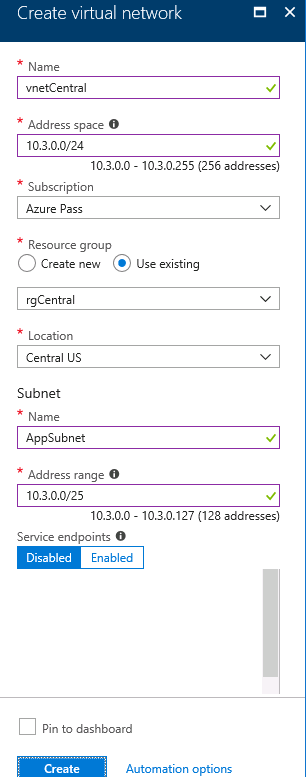 Create virtual network
* Name
vnetCentral
* Address space
10.3.0.0/24
10.3.0.0 - 10.3.0.255 (256 addresses)
* Subscription
Azure Pass
* Resource group
Create new Use existing
rgCentral
* Location
Central US
Subnet
* Name
AppSubnet
* Address range
10.3.0.0/25
10.3.0.0 - 10.3.0.127 (128 addresses)
Service endpoints
Disabled Enabled
Pin to dashboard
Create Automation options